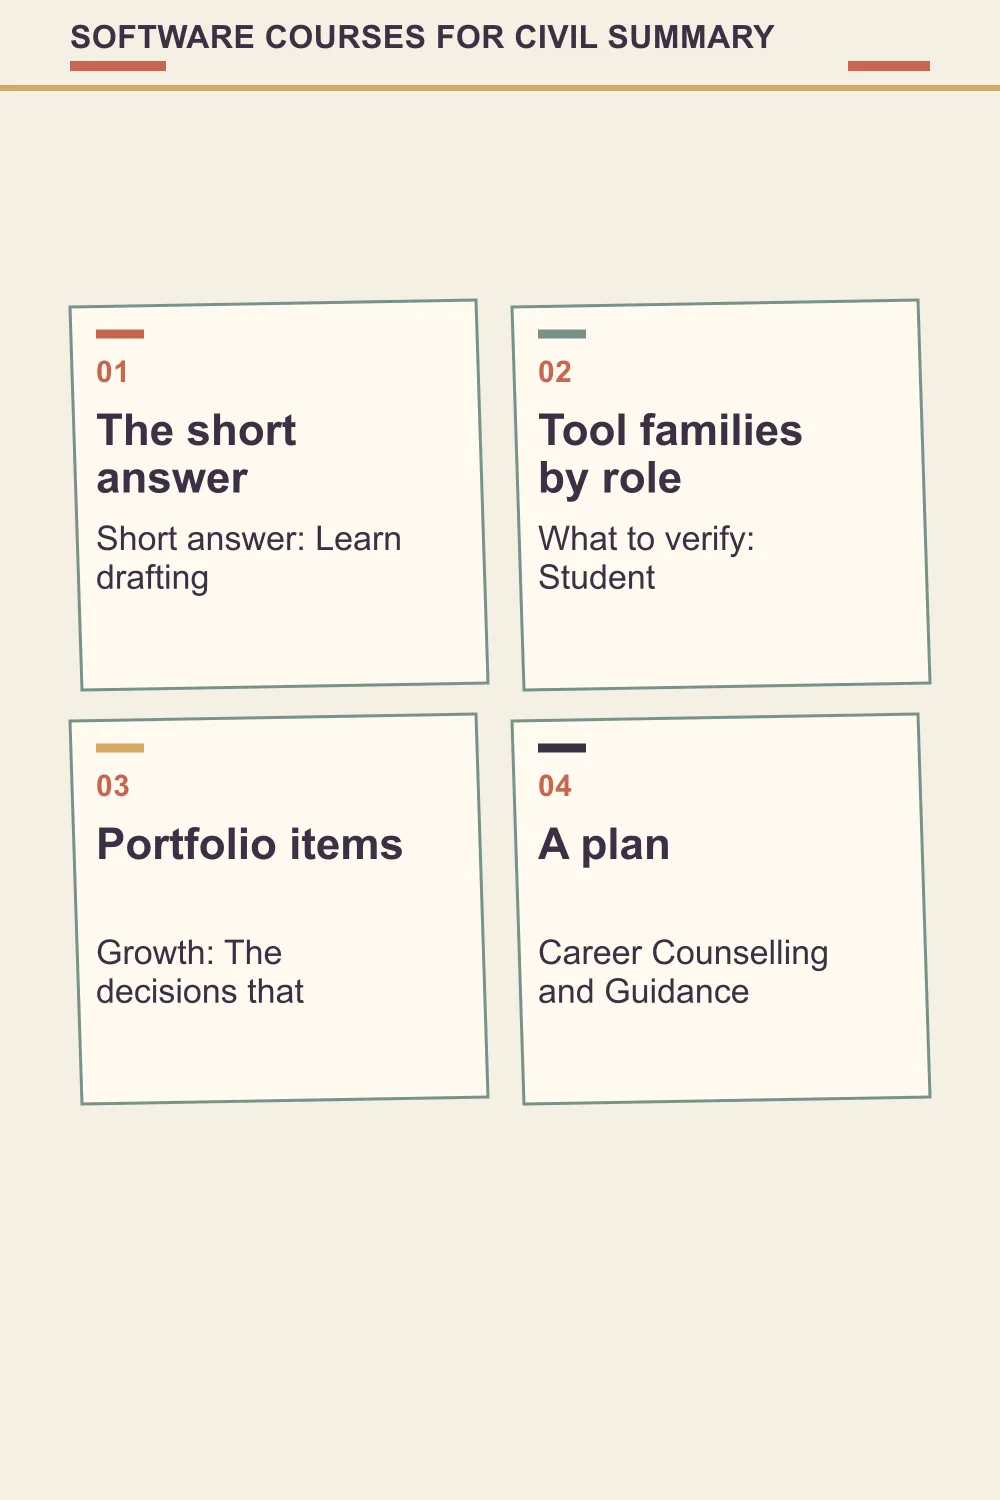 SOFTWARE COURSES FOR CIVIL SUMMARY
01
The short
answer
Short answer: Learn
drafting
02
Tool families
by role
What to verify:
Student
03
Portfolio items
Growth: The
decisions that
04
A plan
Career Counselling
and Guidance